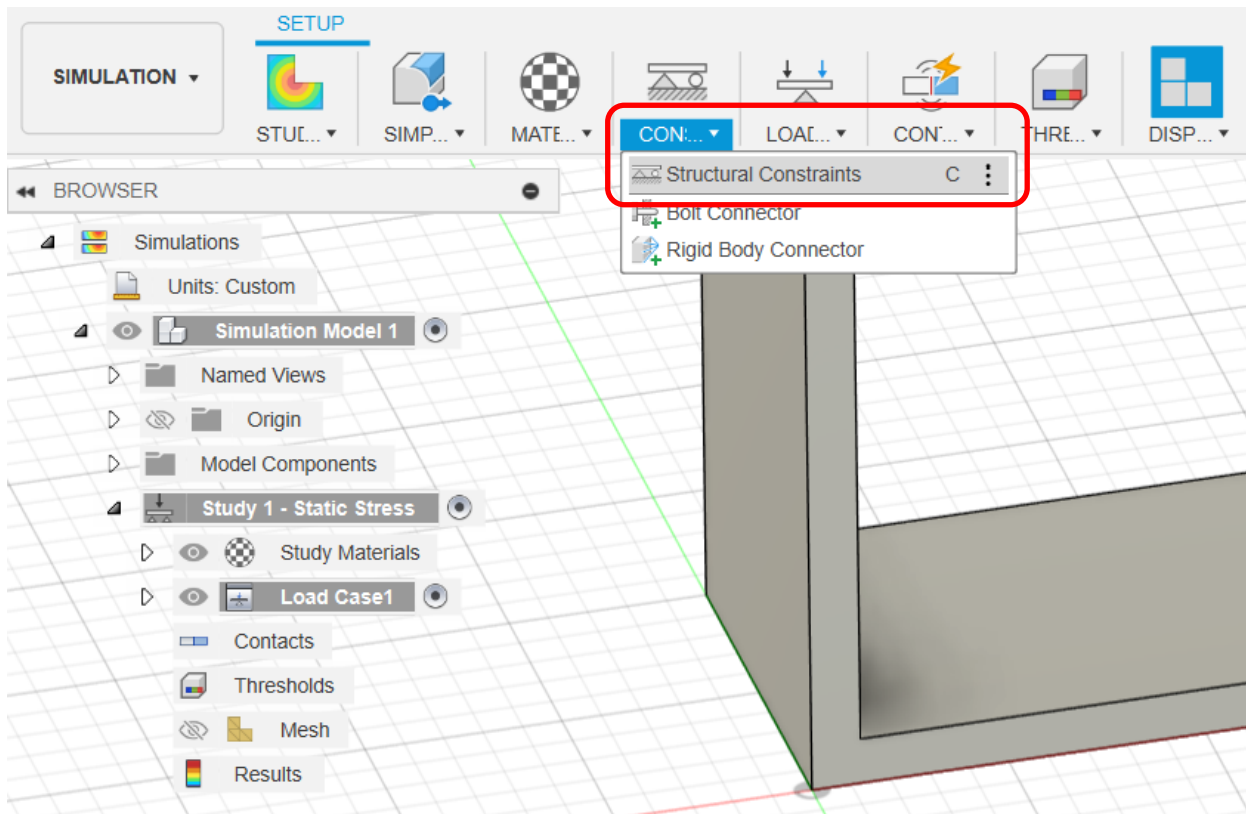 SETUP
SIMULATION
STUD...
SIMP...
MATE...
CON:...
LOAD...
CONT...
THRE...
DISP...
Structural Constraints C
Bolt Connector
Rigid Body Connector
BROWSER
Simulations
Units: Custom
Simulation Model 1
Named Views
Origin
Model Components
Study 1 - Static Stress
Study Materials
Load Case1
Contacts
Thresholds
Mesh
Results